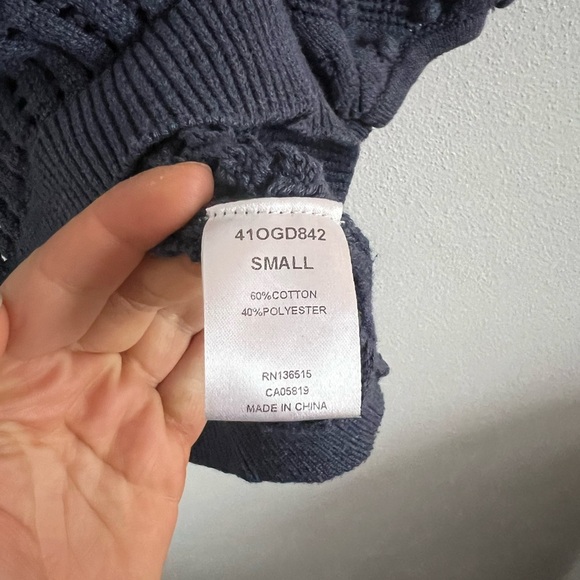 41OGD842
SMALL
60%COTTON
40%POLYESTER
RN136515
CA05819
MADE IN CHINA